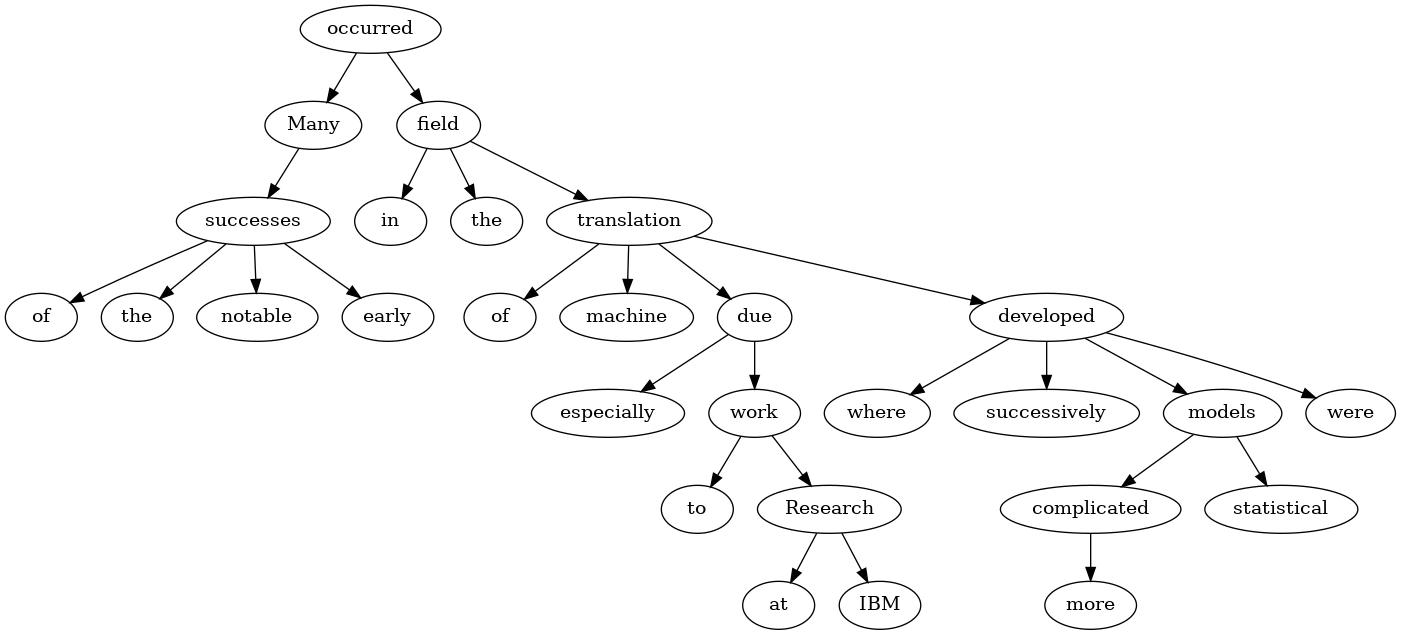 occurred
Many field
successes in the translation
of the notable early of machine due developed
especially work where successively models were
to Research complicated statistical
at IBM more